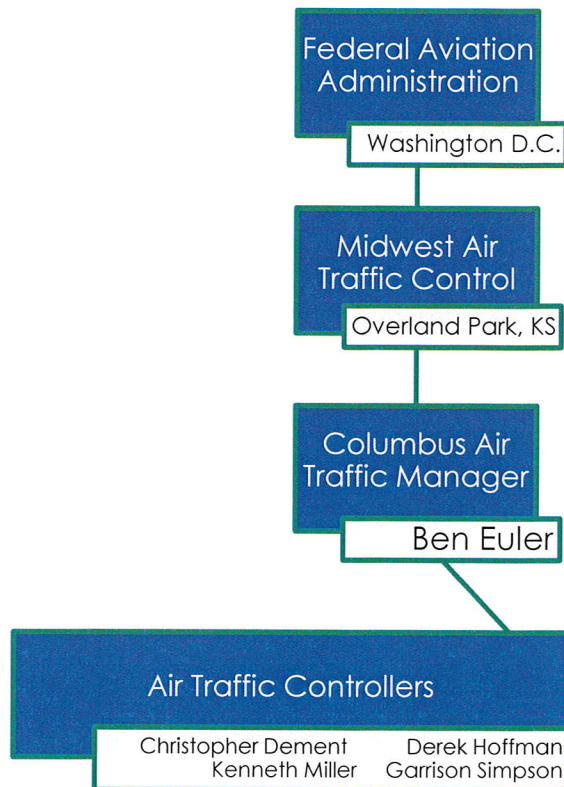 Federal Aviation
Administration
Washington D.C.
Midwest Air
Traffic Control
Overland Park, KS
Columbus Air
Traffic Manager
Ben Euler
Air Traffic Controllers
Christopher Dement Derek Hoffman
Kenneth Miller Garrison Simpson